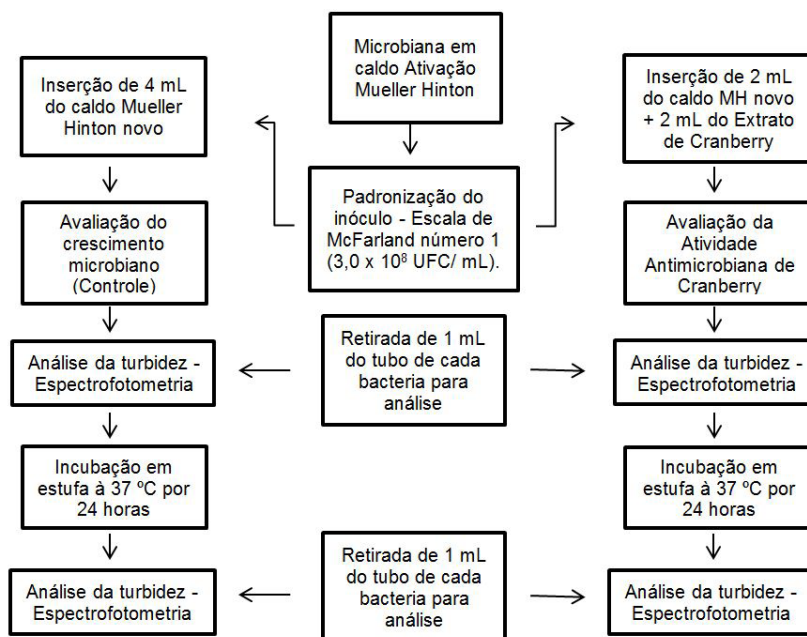 Microbiana em
caldo Ativação
Mueller Hinton
Inserção de 4 mL
do caldo Mueller
Hinton novo
Inserção de 2 mL
do caldo MH novo
+ 2 mL do Extrato
de Cranberry
Padronização do
inóculo - Escala de
McFarland número 1
(3,0 x 10⁸ UFC/ mL).
Avaliação do
crescimento
microbiano
(Controle)
Avaliação da
Atividade
Antimicrobiana de
Cranberry
Análise da turbidez -
Espectrofotometria
Retirada de 1 mL
do tubo de cada
bacteria para
análise
Análise da turbidez -
Espectrofotometria
Incubação em
estufa à 37 ºC por
24 horas
Incubação em
estufa à 37 ºC por
24 horas
Análise da turbidez -
Espectrofotometria
Retirada de 1 mL
do tubo de cada
bacteria para
análise
Análise da turbidez -
Espectrofotometria